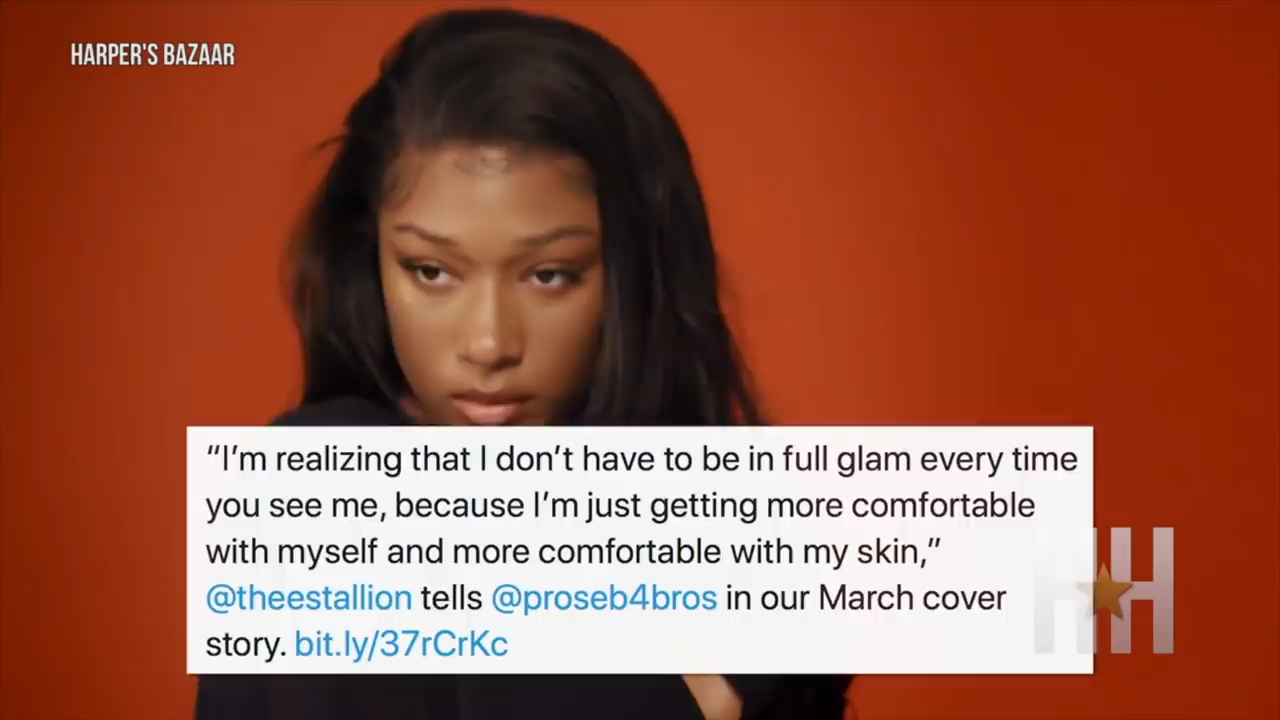 HARPER'S BAZAAR
“I’m realizing that I don’t have to be in full glam every time
you see me, because I’m just getting more comfortable
with myself and more comfortable with my skin,”
@theestallion tells @proseb4bros in our March cover
story. bit.ly/37rCrKc
HH